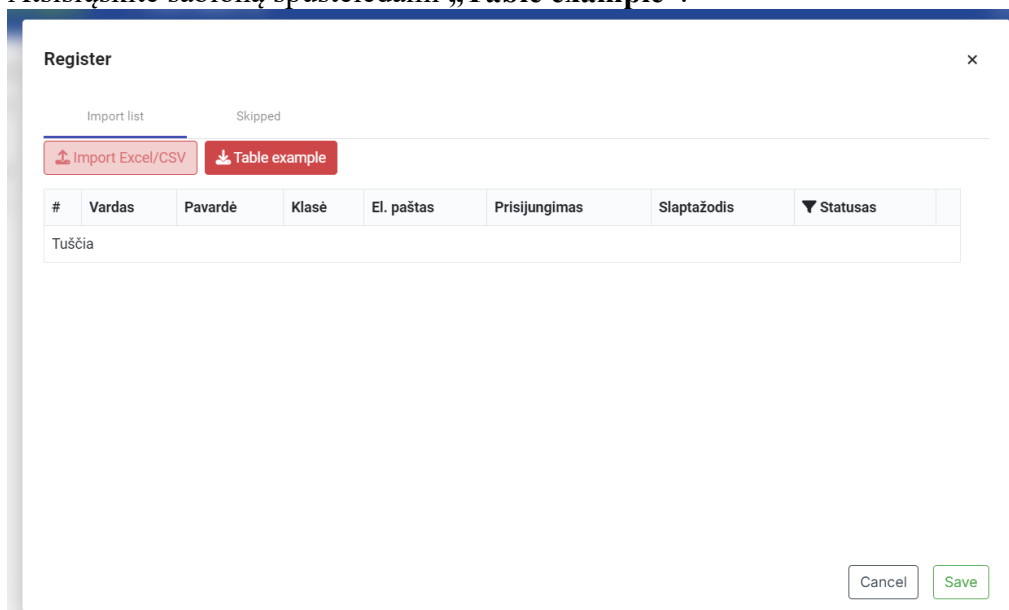 Atsisiųskite šabloną spustelėdami „Table example“.
Register
Import list Skipped
Import Excel/CSV Table example
# Vardas Pavardė Klasė El. paštas Prisijungimas Slaptažodis Statusas
Tuščia
Cancel Save